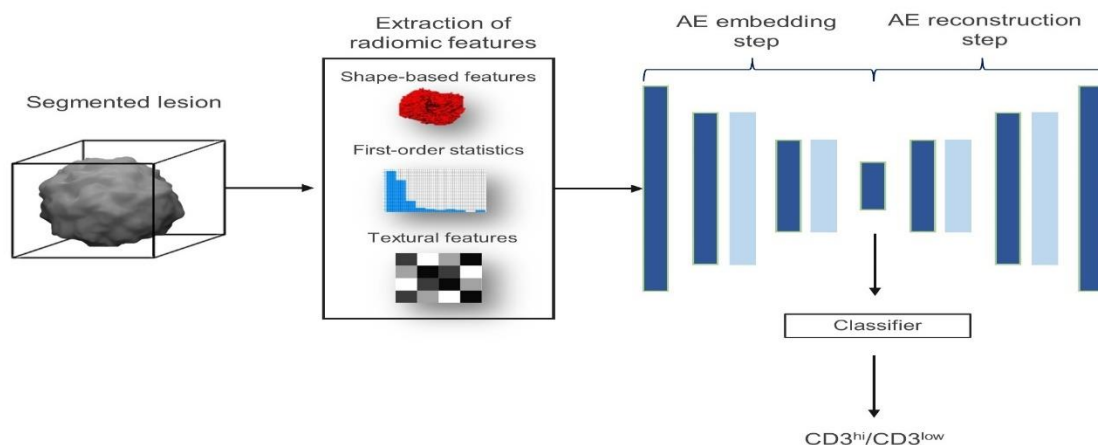 Segmented lesion
Extraction of
radiomic features
Shape-based features
First-order statistics
Textural features
AE embedding
step
AE reconstruction
step
Classifier
CD3ʰⁱ/CD3ˡᵒʷ